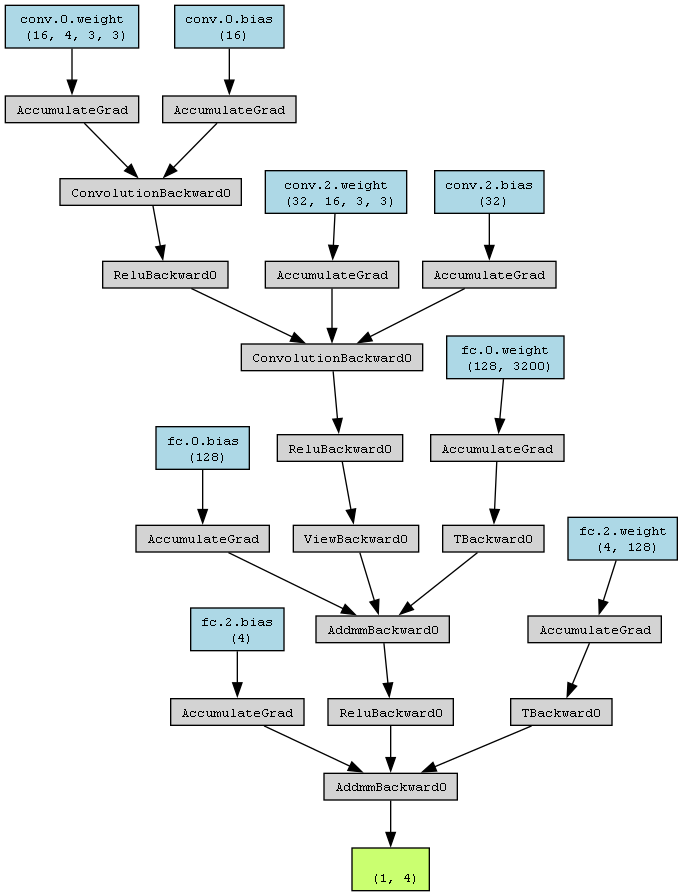 conv.0.weight
(16, 4, 3, 3)
conv.0.bias
(16)
AccumulateGrad
AccumulateGrad
ConvolutionBackward0
conv.2.weight
(32, 16, 3, 3)
conv.2.bias
(32)
ReluBackward0
AccumulateGrad
AccumulateGrad
ConvolutionBackward0
fc.0.weight
(128, 3200)
fc.0.bias
(128)
ReluBackward0
AccumulateGrad
AccumulateGrad
ViewBackward0
TBackward0
fc.2.weight
(4, 128)
fc.2.bias
(4)
AddmmBackward0
AccumulateGrad
AccumulateGrad
ReluBackward0
TBackward0
AddmmBackward0
(1, 4)